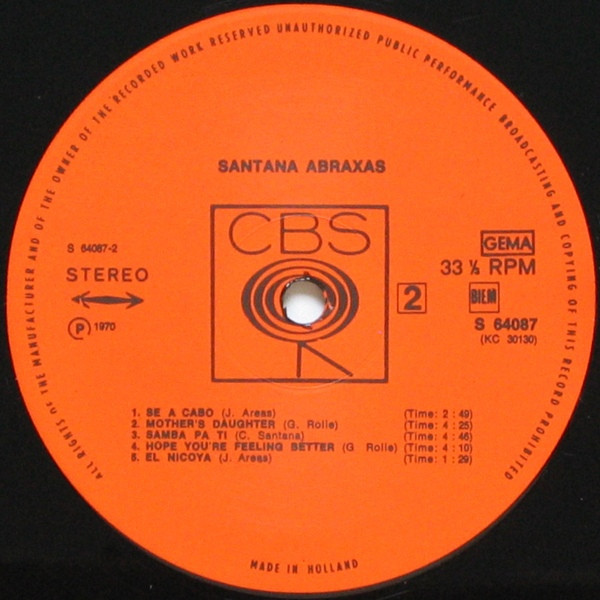 ALL RIGHTS OF THE MANUFACTURER AND OF THE OWNER OF THE RECORDED WORK RESERVED UNAUTHORIZED PUBLIC PERFORMANCE BROADCASTING AND COPYING OF THIS RECORD PROHIBITED
SANTANA ABRAXAS
CBS
S 64087-2
STEREO
℗ 1970
GEMA
33 ⅓ RPM
2
BIEM
S 64087
(KC 30130)
1. SE A CABO (J. Areas) (Time: 2 : 49)
2. MOTHER'S DAUGHTER (G. Rolie) (Time: 4 : 25)
3. SAMBA PA TI (C. Santana) (Time: 4 : 46)
4. HOPE YOU'RE FEELING BETTER (G Rolie) (Time: 4 : 10)
5. EL NICOYA (J. Areas) (Time: 1 : 29)
MADE IN HOLLAND